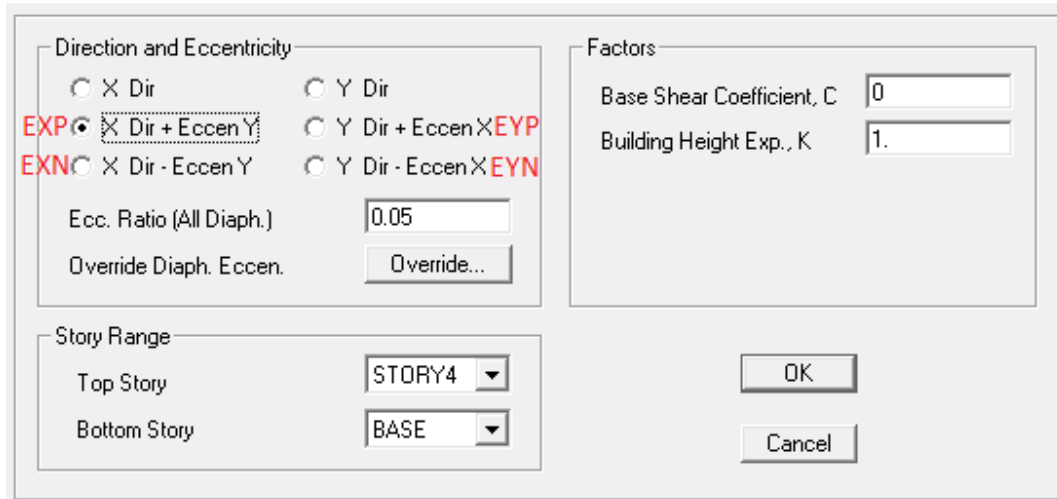 Direction and Eccentricity
X Dir
Y Dir
EXP X Dir + Eccen Y
Y Dir + Eccen X EYP
EXN X Dir - Eccen Y
Y Dir - Eccen X EYN
Ecc. Ratio (All Diaph.)
0.05
Override Diaph. Eccen.
Override...
Factors
Base Shear Coefficient, C
0
Building Height Exp., K
1.
Story Range
Top Story
STORY4
Bottom Story
BASE
OK
Cancel